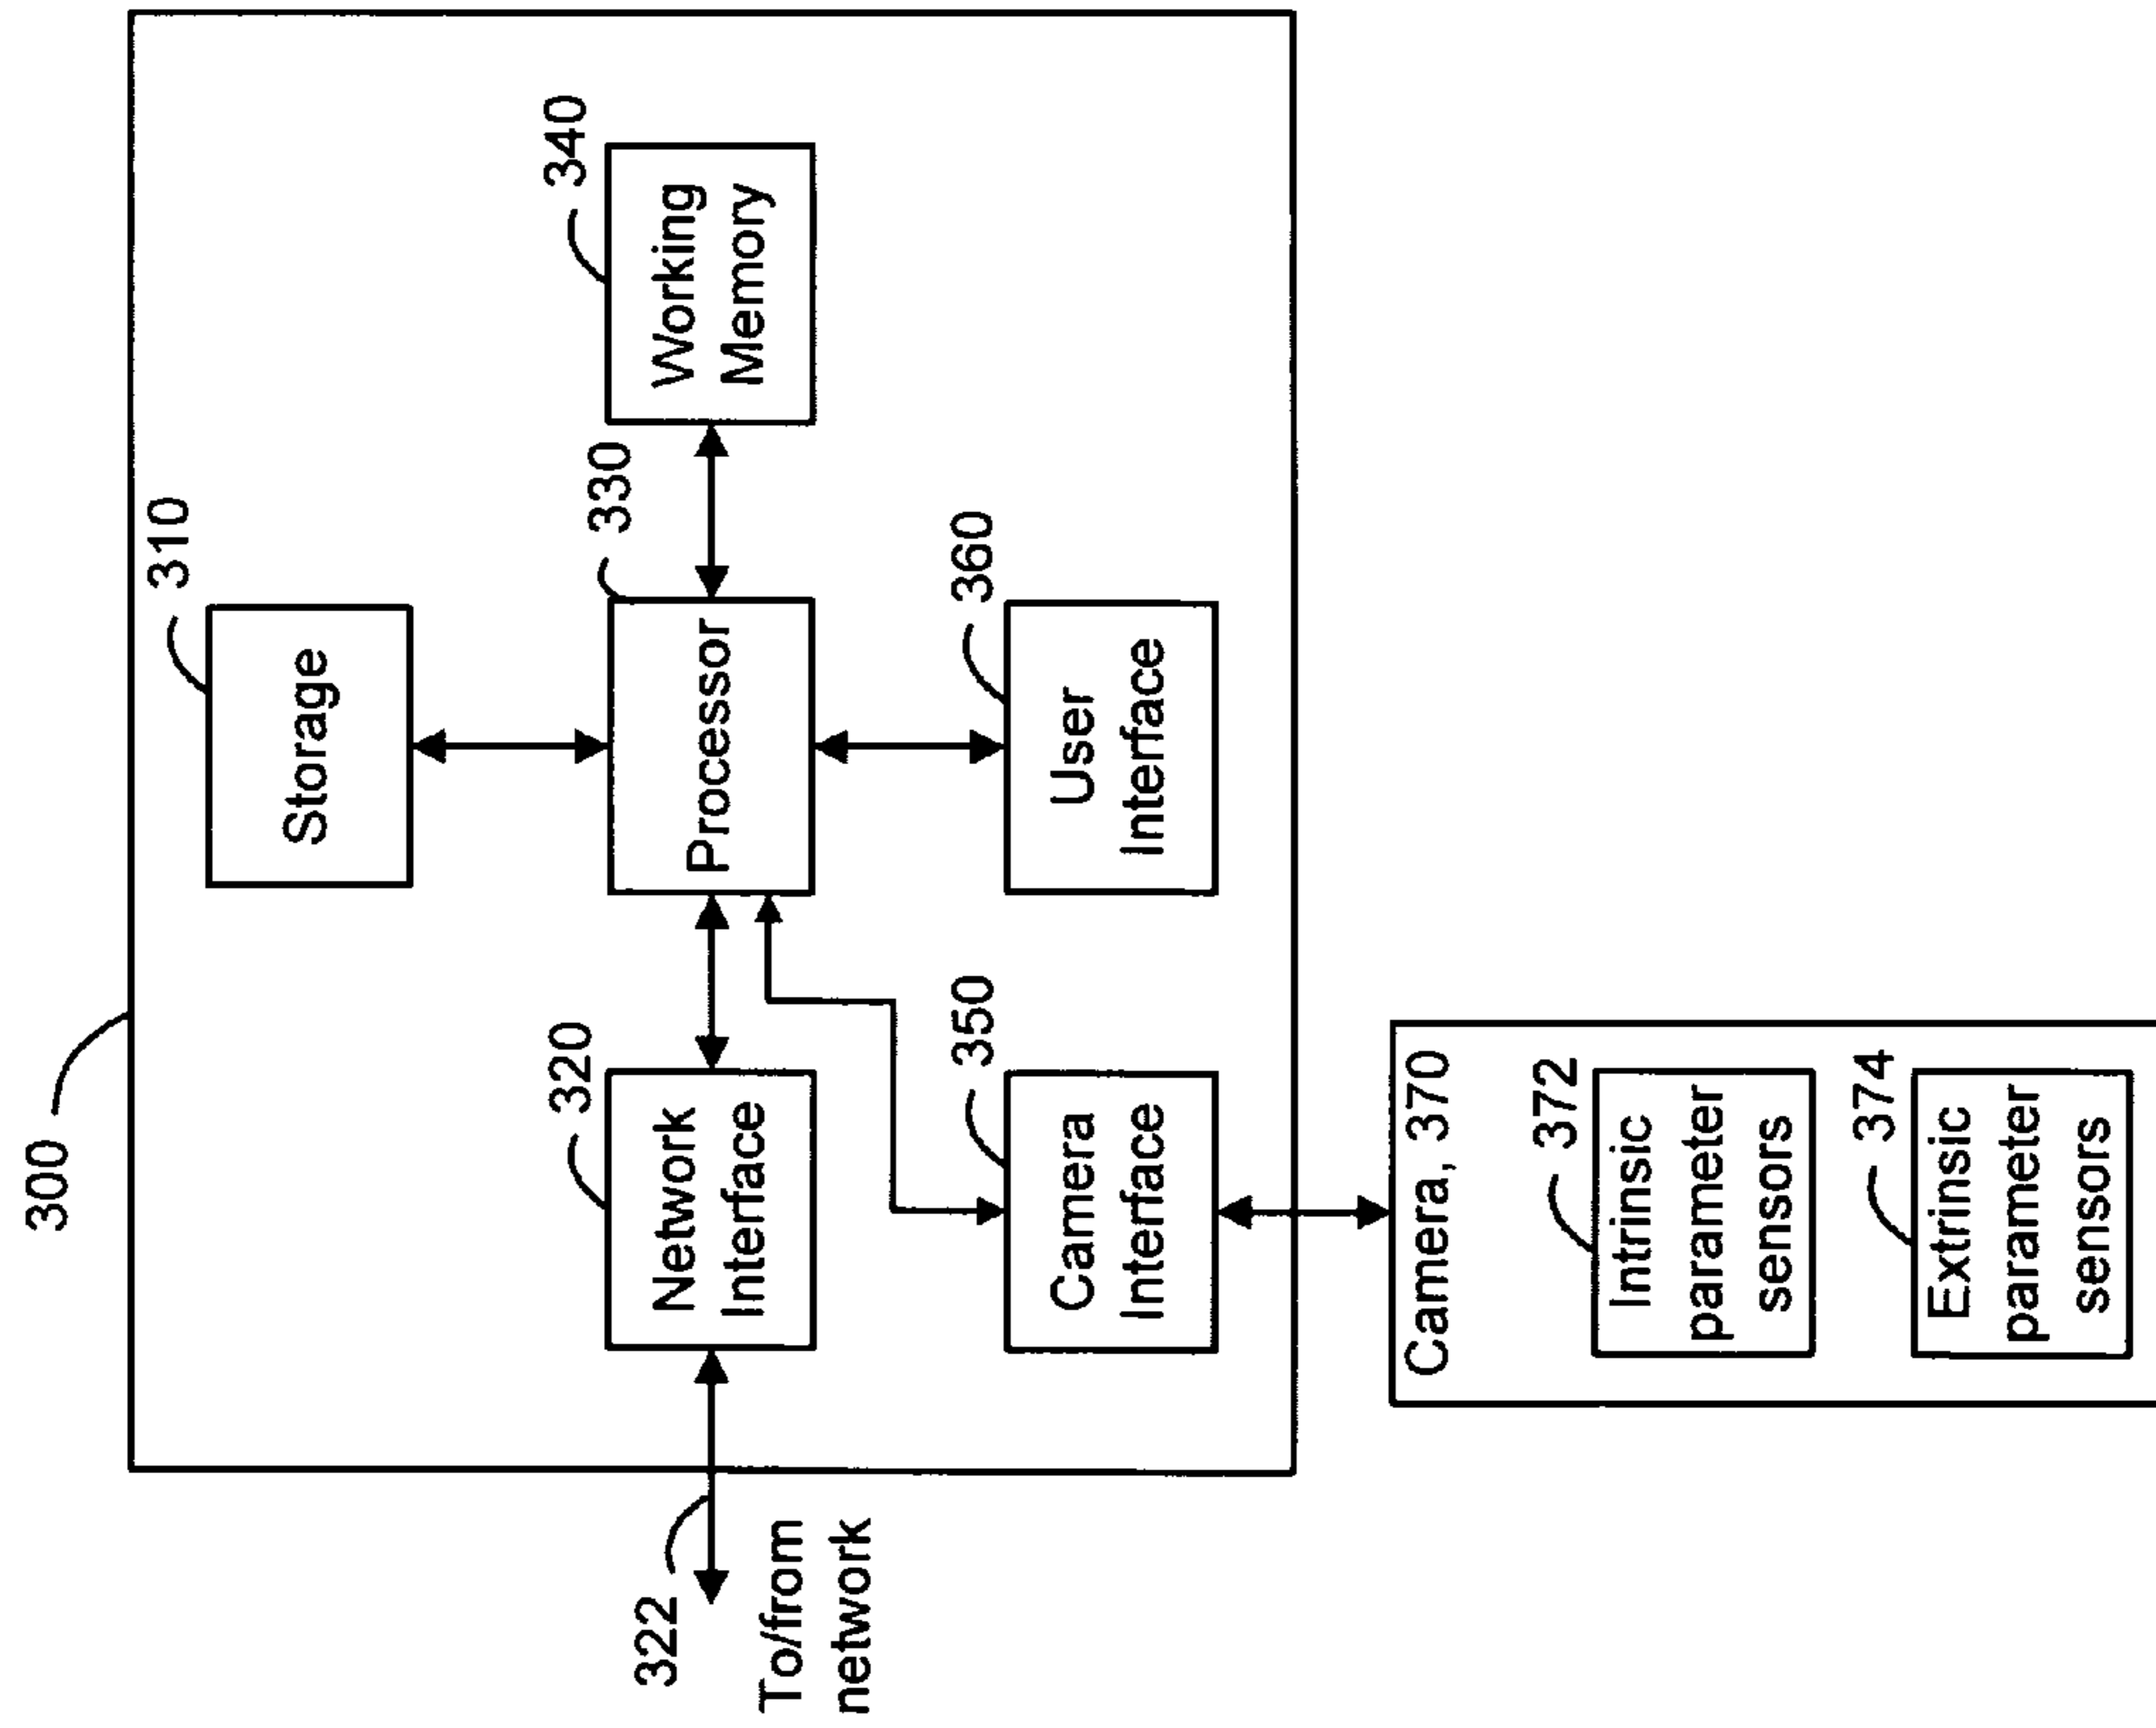 300
310
Storage
320
Network
Interface
330
Processor
340
Working
Memory
322
To/from
network
350
Camera
Interface
360
User
Interface
Camera, 370
372
Intrinsic
parameter
sensors
374
Extrinsic
parameter
sensors